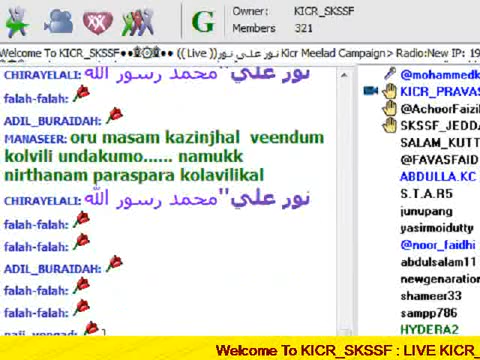 Owner: KICR_SKSSF
Members 321
Welcome To KICR_SKSSF
(( Live ))نور علي نور Kicr Meelad Campaign> Radio:New IP: 19
CHIRAYELALI: نور علي"محمد رسور الله
falah-falah:
ADIL_BURAIDAH:
MANASEER: oru masam kazinjhal veendum
kolvili undakumo...... namukk
nirthanam paraspara kolavilikal
CHIRAYELALI: نور علي"محمد رسور الله
falah-falah:
falah-falah:
ADIL_BURAIDAH:
falah-falah:
falah-falah:
@mohammedk
KICR_PRAVAS
@AchoorFaizi
SKSSF_JEDDA
SALAM_KUTT
@FAVASFAID
ABDULLA.KC
S.T.A.R5
junupang
yasirmoidutty
@noor_faidhi
abdulsalam11
newgenaration
shameer33
sampp786
HYDERA2
Welcome To KICR_SKSSF : LIVE KICR_